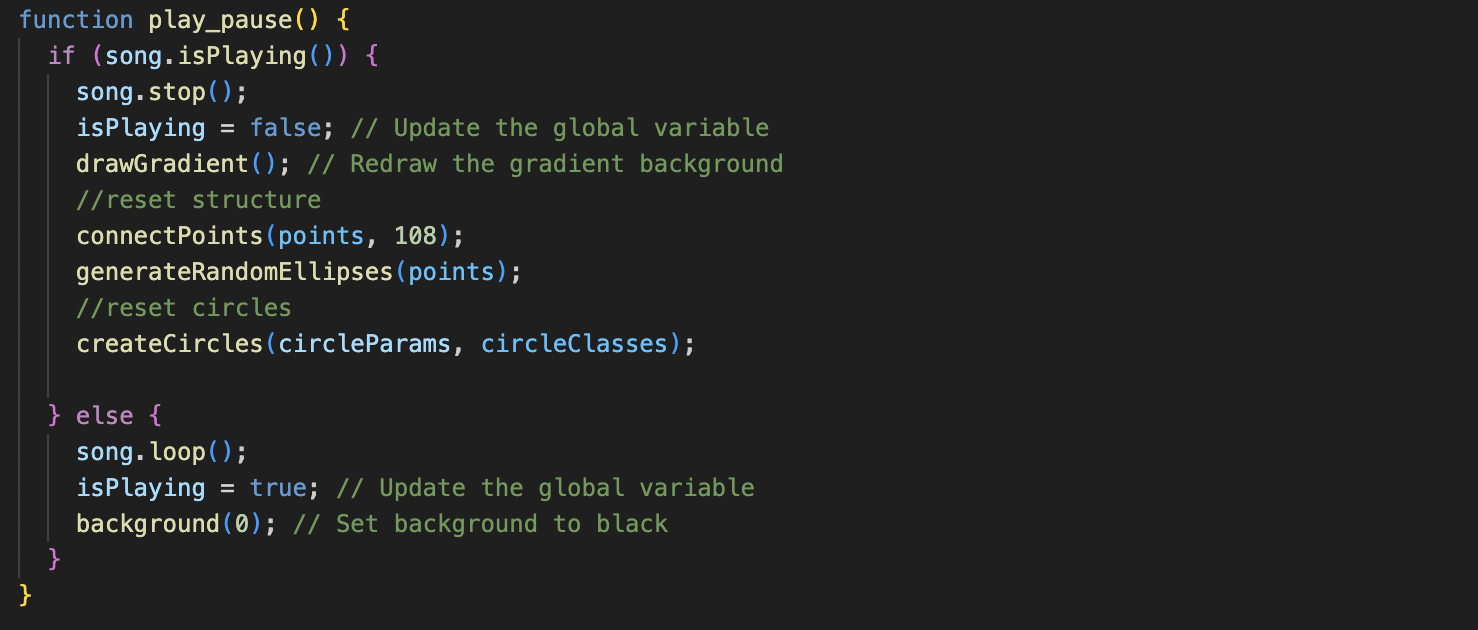 function play_pause() {
  if (song.isPlaying()) {
    song.stop();
    isPlaying = false; // Update the global variable
    drawGradient(); // Redraw the gradient background
    //reset structure
    connectPoints(points, 108);
    generateRandomEllipses(points);
    //reset circles
    createCircles(circleParams, circleClasses);

  } else {
    song.loop();
    isPlaying = true; // Update the global variable
    background(0); // Set background to black
  }
}